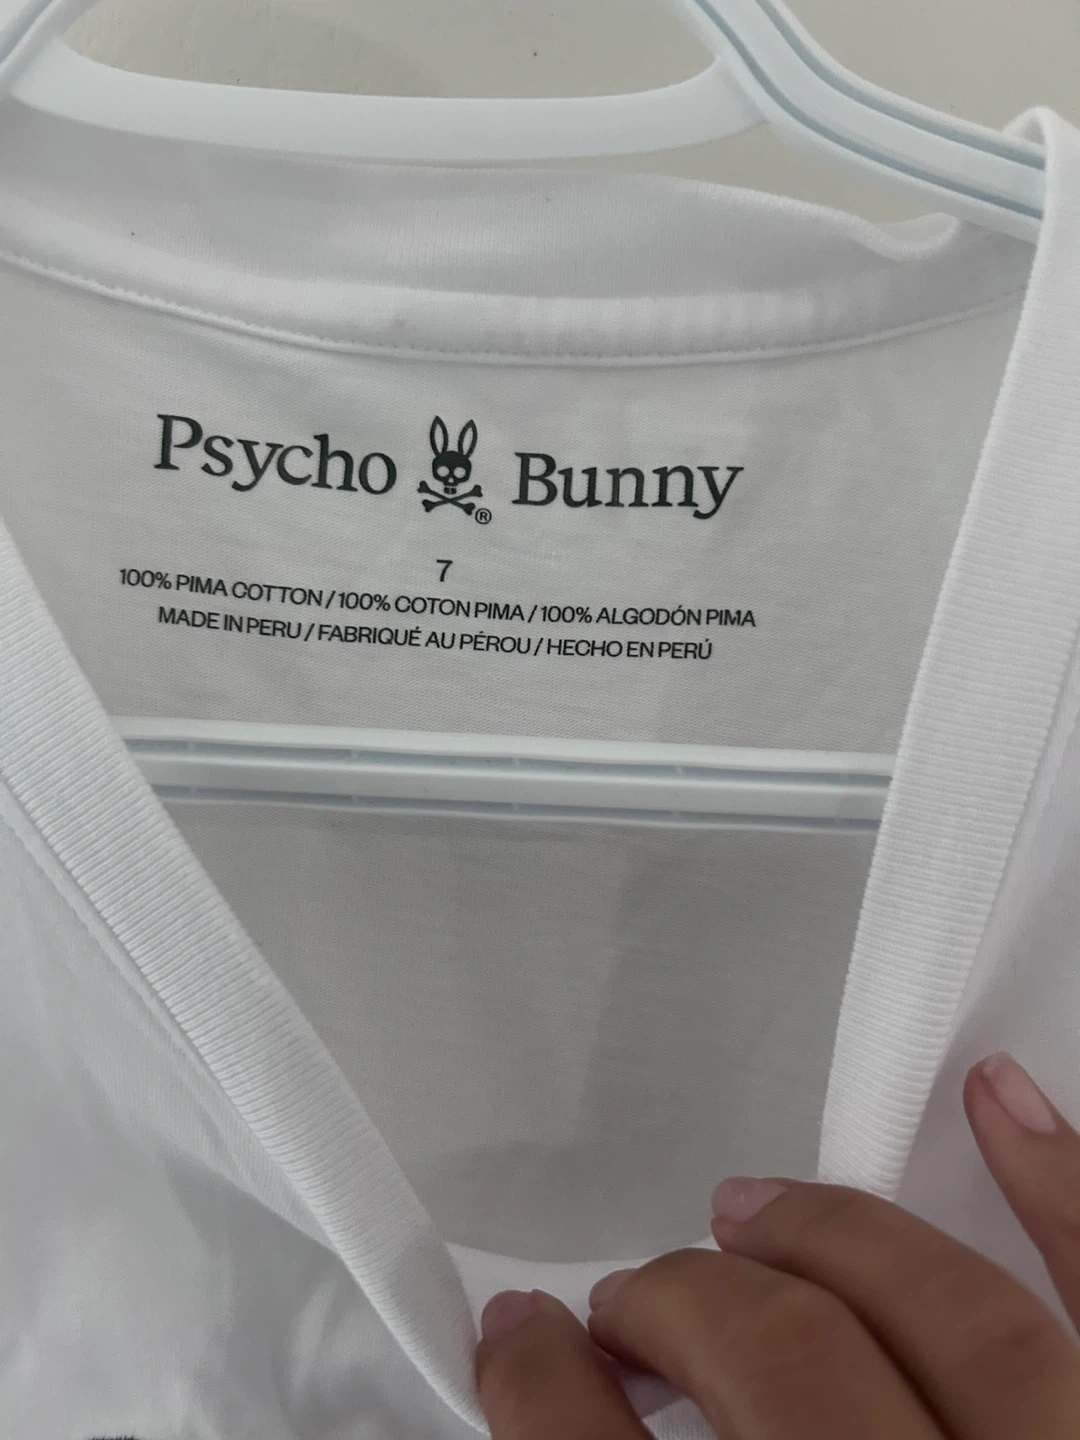 Psycho Bunny
®
7
100% PIMA COTTON / 100% COTON PIMA / 100% ALGODÓN PIMA
MADE IN PERU / FABRIQUÉ AU PÉROU / HECHO EN PERÚ